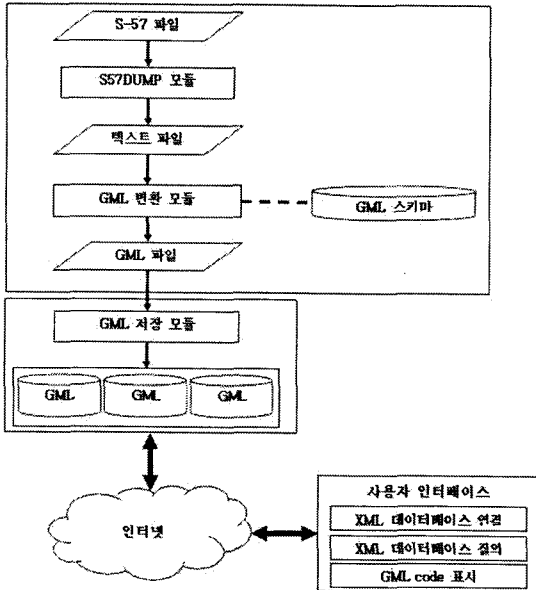 S-57 파일
S57DUMP 모듈
텍스트 파일
GML 변환 모듈
GML 스키마
GML 파일
GML 저장 모듈
GML
GML
GML
인터넷
사용자 인터페이스
XML 데이터베이스 연결
XML 데이터베이스 질의
GML code 표시